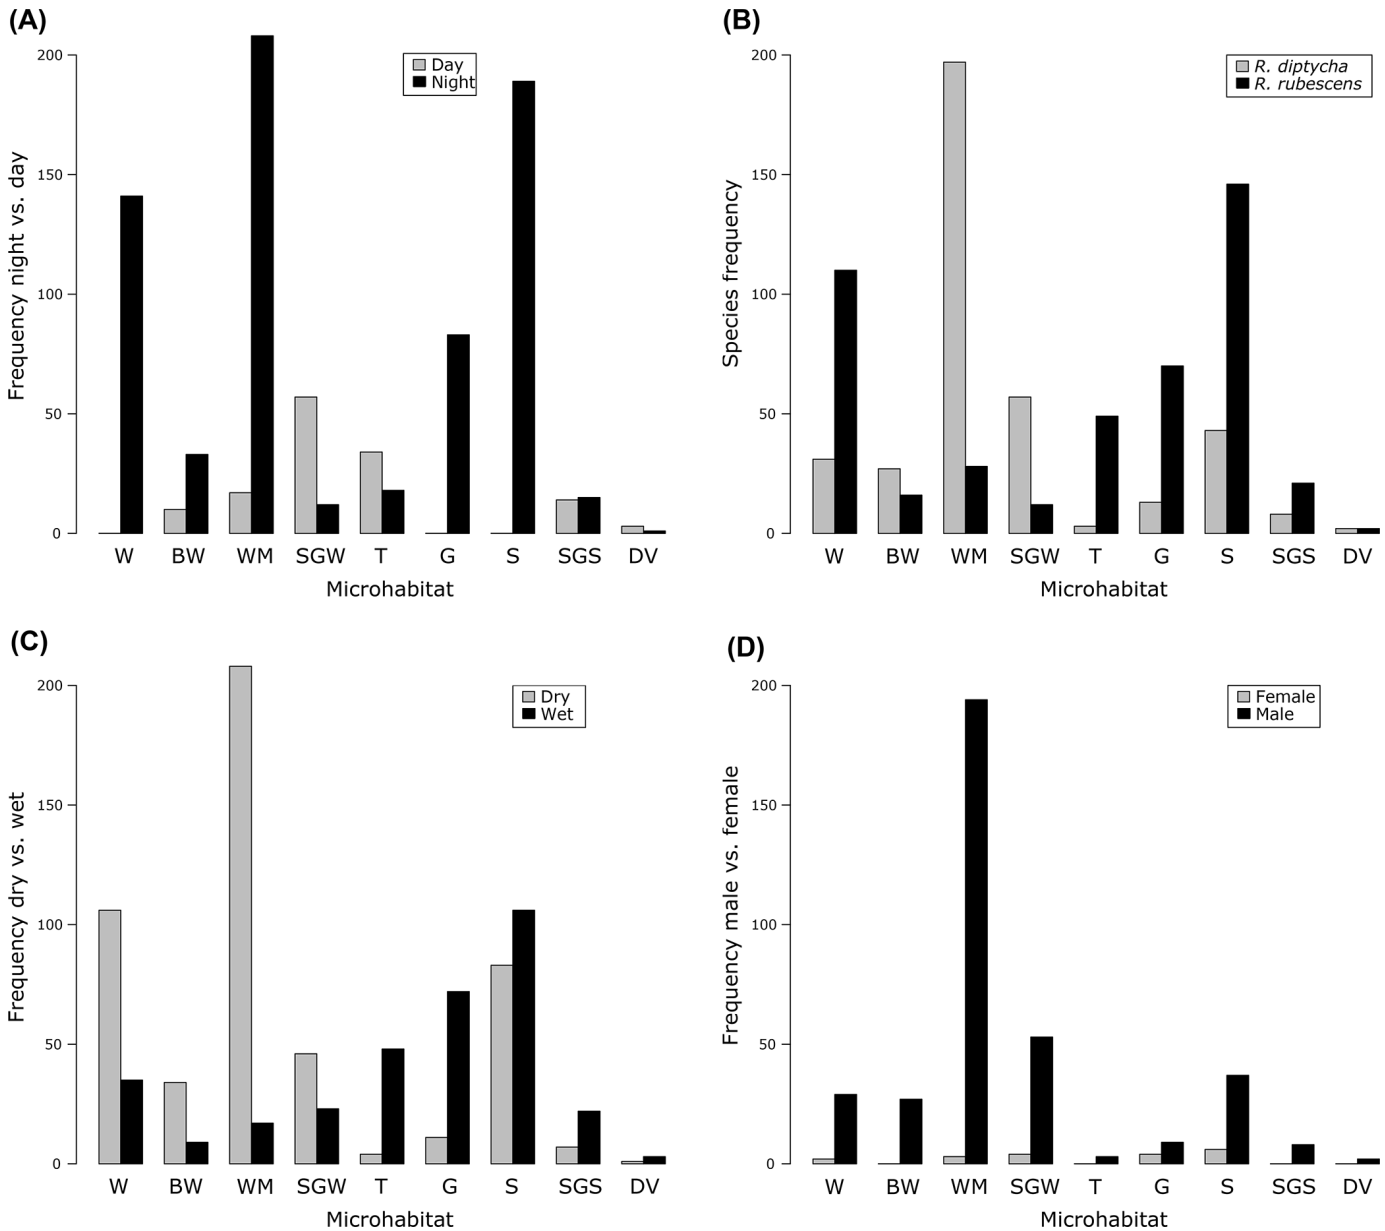 (A)
Frequency night vs. day
200
150
100
50
0
Day
Night
W BW WM SGW T G S SGS DV
Microhabitat
(B)
Species frequency
200
150
100
50
0
R. diptycha
R. rubescens
W BW WM SGW T G S SGS DV
Microhabitat
(C)
Frequency dry vs. wet
200
150
100
50
0
Dry
Wet
W BW WM SGW T G S SGS DV
Microhabitat
(D)
Frequency male vs. female
200
150
100
50
0
Female
Male
W BW WM SGW T G S SGS DV
Microhabitat